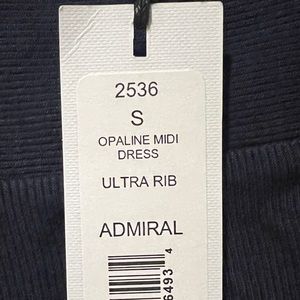 2536
S
OPALINE MIDI
DRESS
ULTRA RIB
ADMIRAL
6493
4